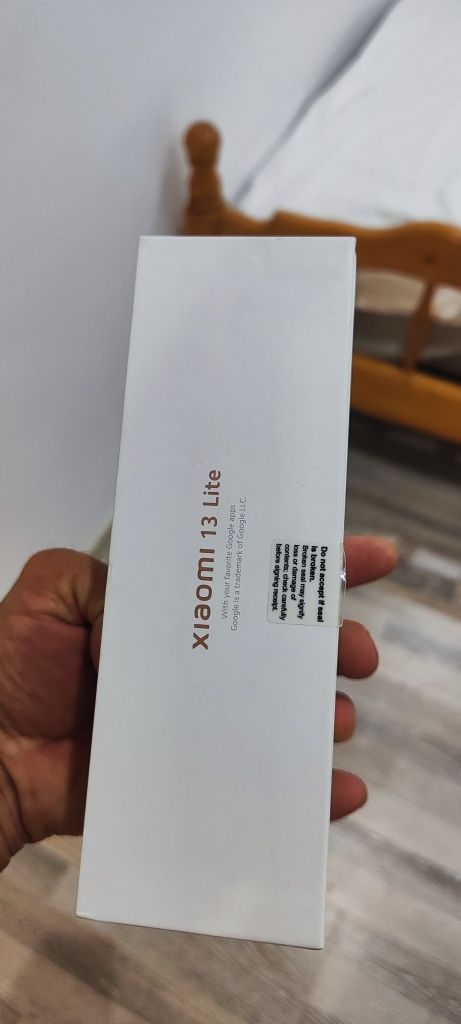 xiaomi 13 Lite
With your favorite Google apps
Google is a trademark of Google LLC.
Do not accept if seal
is broken.
Broken seal may signify
loss or damage of
contents; check carefully
before signing receipt.